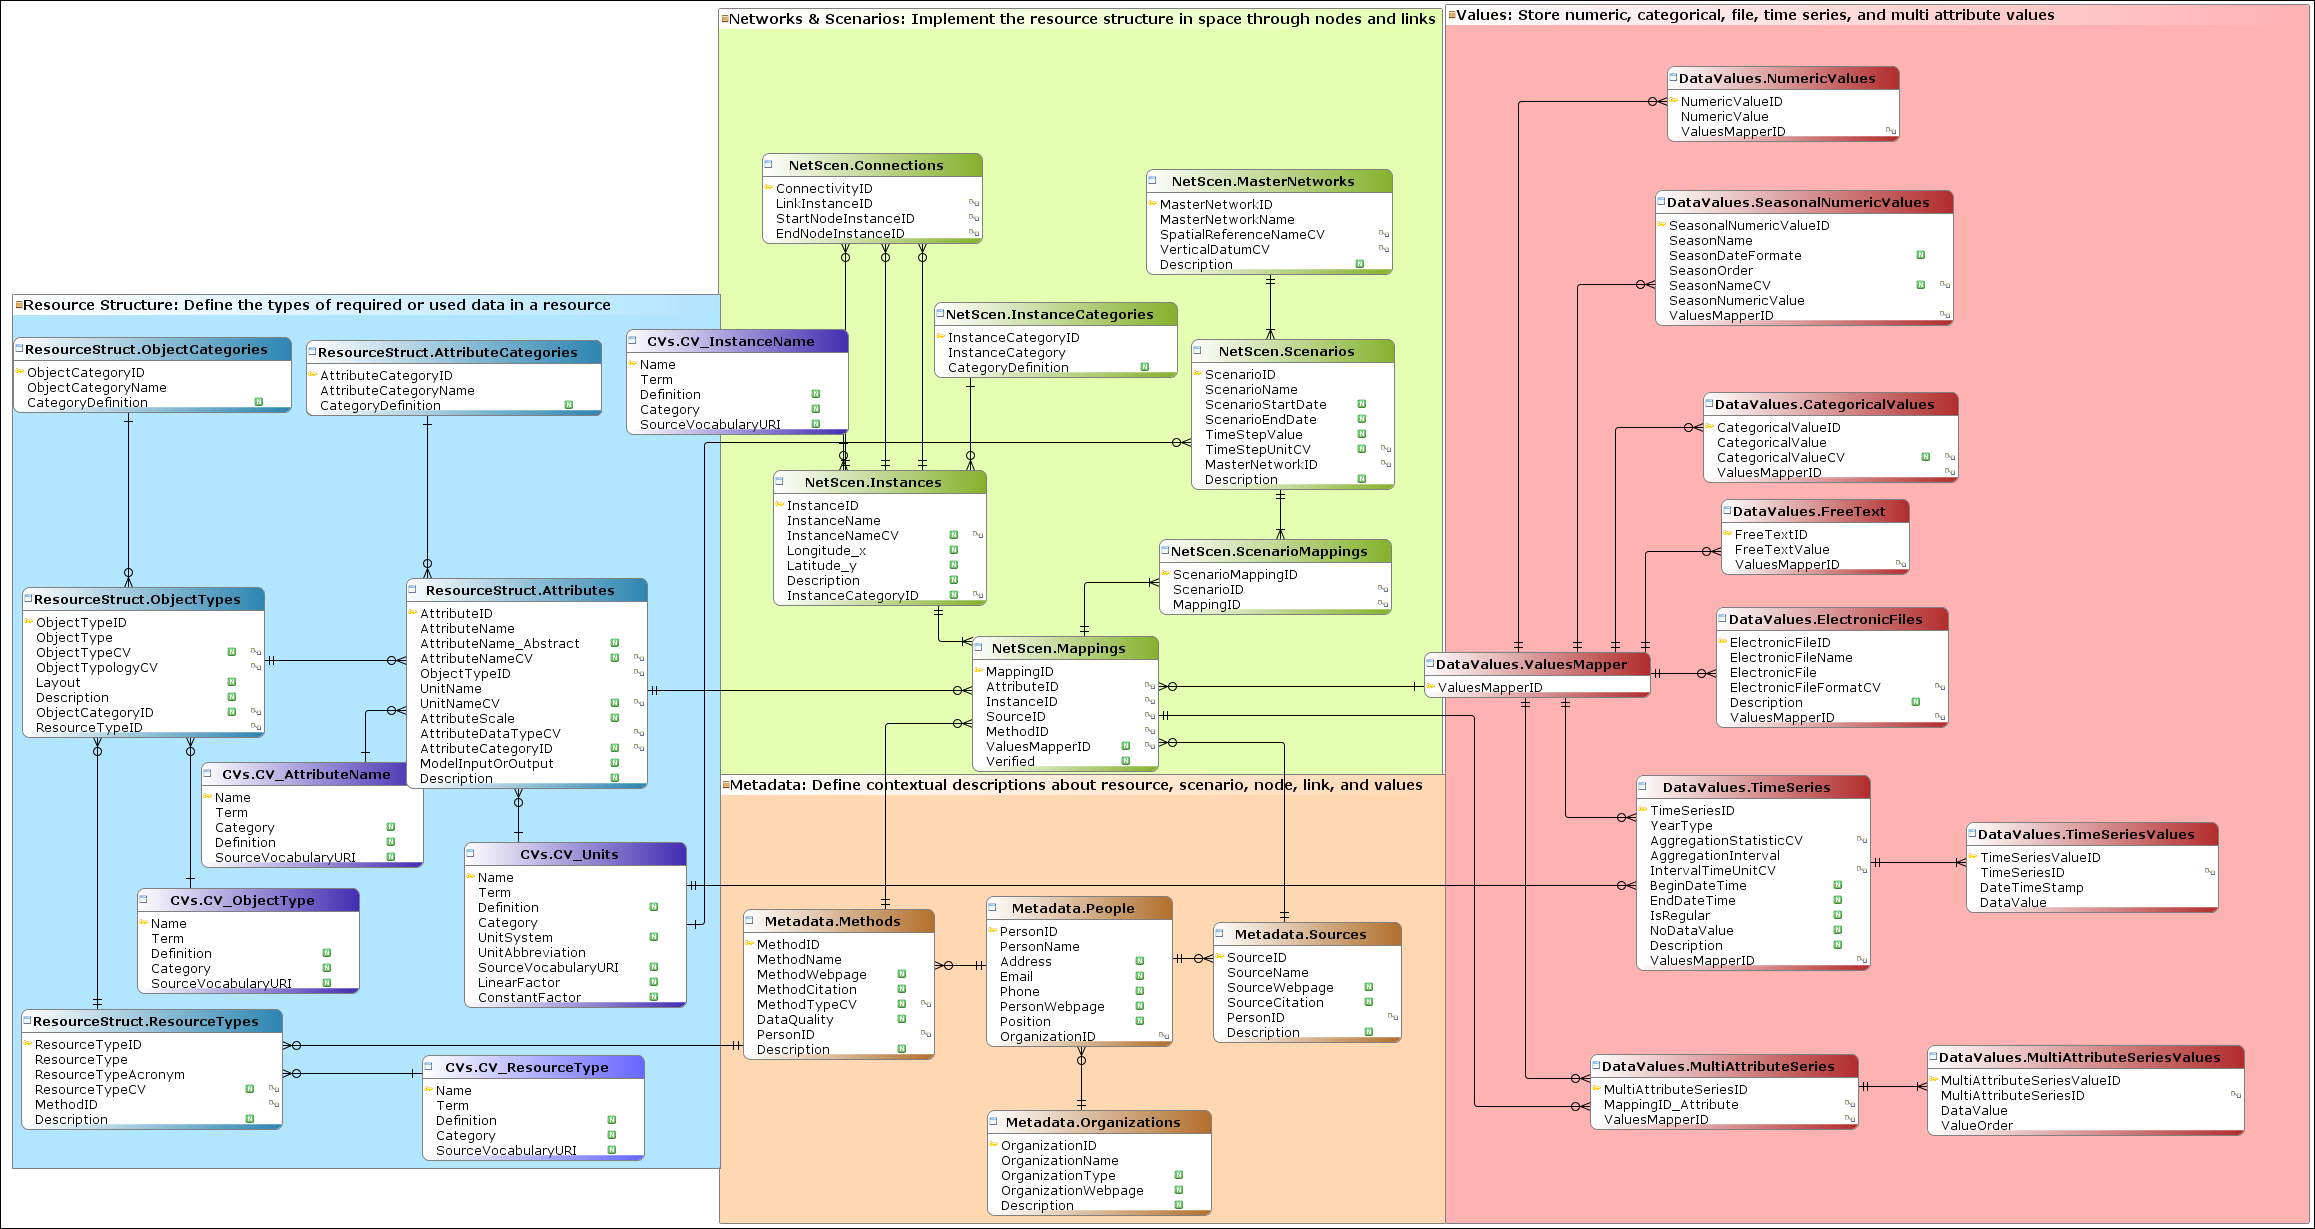 Networks & Scenarios: Implement the resource structure in space through nodes and links
Values: Store numeric, categorical, file, time series, and multi attribute values
Resource Structure: Define the types of required or used data in a resource
Metadata: Define contextual descriptions about resource, scenario, node, link, and values
ResourceStruct.ObjectCategories
ObjectCategoryID
ObjectCategoryName
CategoryDefinition N
ResourceStruct.AttributeCategories
AttributeCategoryID
AttributeCategoryName
CategoryDefinition N
ResourceStruct.ObjectTypes
ObjectTypeID
ObjectType
ObjectTypeCV N
ObjectTypologyCV
Layout N
Description N
ObjectCategoryID N
ResourceTypeID
ResourceStruct.Attributes
AttributeID
AttributeName
AttributeName_Abstract N
AttributeNameCV N
ObjectTypeID
UnitName
UnitNameCV N
AttributeScale N
AttributeDataTypeCV
AttributeCategoryID N
ModelInputOrOutput N
Description N
CVs.CV_AttributeName
Name
Term
Category N
Definition N
SourceVocabularyURI N
CVs.CV_ObjectType
Name
Term
Definition N
Category N
SourceVocabularyURI N
CVs.CV_Units
Name
Term
Definition N
Category
UnitSystem N
UnitAbbreviation
SourceVocabularyURI N
LinearFactor N
ConstantFactor N
ResourceStruct.ResourceTypes
ResourceTypeID
ResourceType
ResourceTypeAcronym
ResourceTypeCV N
MethodID
Description N
CVs.CV_ResourceType
Name
Term
Definition N
Category N
SourceVocabularyURI N
CVs.CV_InstanceName
Name
Term
Definition N
Category N
SourceVocabularyURI N
NetScen.Connections
ConnectivityID
LinkInstanceID
StartNodeInstanceID
EndNodeInstanceID
NetScen.MasterNetworks
MasterNetworkID
MasterNetworkName
SpatialReferenceNameCV
VerticalDatumCV
Description N
NetScen.InstanceCategories
InstanceCategoryID
InstanceCategory
CategoryDefinition N
NetScen.Scenarios
ScenarioID
ScenarioName
ScenarioStartDate N
ScenarioEndDate N
TimeStepValue N
TimeStepUnitCV N
MasterNetworkID
Description N
NetScen.Instances
InstanceID
InstanceName
InstanceNameCV N
Longitude_x N
Latitude_y N
Description N
InstanceCategoryID N
NetScen.ScenarioMappings
ScenarioMappingID
ScenarioID
MappingID
NetScen.Mappings
MappingID
AttributeID
InstanceID
SourceID
MethodID
ValuesMapperID N
Verified N
Metadata.Methods
MethodID
MethodName
MethodWebpage N
MethodCitation N
MethodTypeCV N
DataQuality N
PersonID
Description N
Metadata.People
PersonID
PersonName
Address N
Email N
Phone N
PersonWebpage N
Position N
OrganizationID
Metadata.Sources
SourceID
SourceName
SourceWebpage N
SourceCitation N
PersonID
Description N
Metadata.Organizations
OrganizationID
OrganizationName
OrganizationType N
OrganizationWebpage N
Description N
DataValues.NumericValues
NumericValueID
NumericValue
ValuesMapperID
DataValues.SeasonalNumericValues
SeasonalNumericValueID
SeasonName
SeasonDateFormate N
SeasonOrder
SeasonNameCV N
SeasonNumericValue
ValuesMapperID
DataValues.CategoricalValues
CategoricalValueID
CategoricalValue
CategoricalValueCV N
ValuesMapperID
DataValues.FreeText
FreeTextID
FreeTextValue
ValuesMapperID
DataValues.ElectronicFiles
ElectronicFileID
ElectronicFileName
ElectronicFile
ElectronicFileFormatCV
Description N
ValuesMapperID
DataValues.ValuesMapper
ValuesMapperID
DataValues.TimeSeries
TimeSeriesID
YearType
AggregationStatisticCV
AggregationInterval
IntervalTimeUnitCV
BeginDateTime N
EndDateTime N
IsRegular N
NoDataValue N
Description N
ValuesMapperID
DataValues.TimeSeriesValues
TimeSeriesValueID
TimeSeriesID
DateTimeStamp
DataValue
DataValues.MultiAttributeSeries
MultiAttributeSeriesID
MappingID_Attribute
ValuesMapperID
DataValues.MultiAttributeSeriesValues
MultiAttributeSeriesValueID
MultiAttributeSeriesID
DataValue
ValueOrder